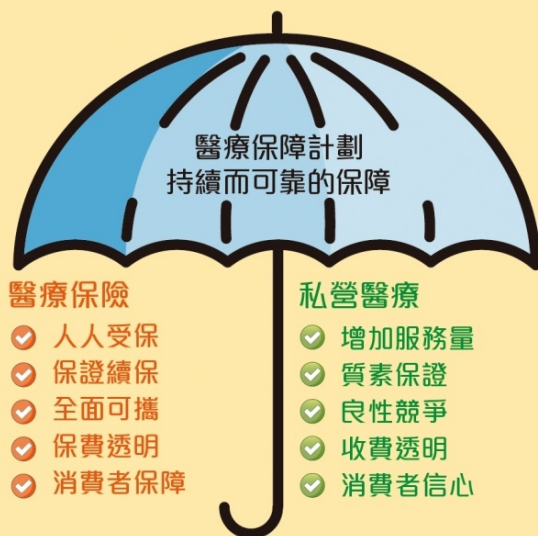 醫療保障計劃
持續而可靠的保障
醫療保險
人人受保
保證續保
全面可攜
保費透明
消費者保障
私營醫療
增加服務量
質素保證
良性競爭
收費透明
消費者信心